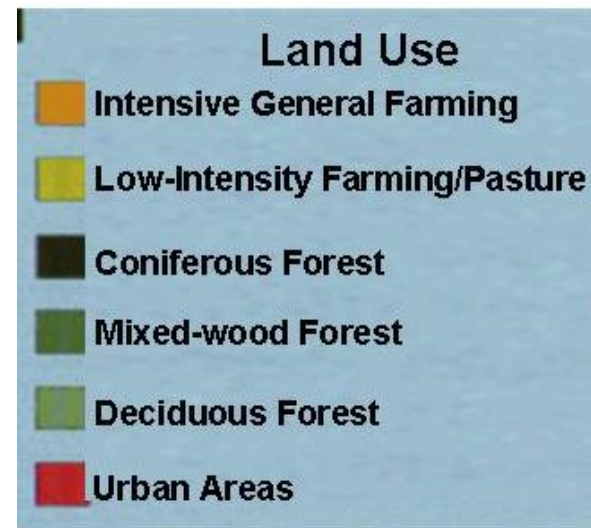 Land Use
Intensive General Farming
Low-Intensity Farming/Pasture
Coniferous Forest
Mixed-wood Forest
Deciduous Forest
Urban Areas